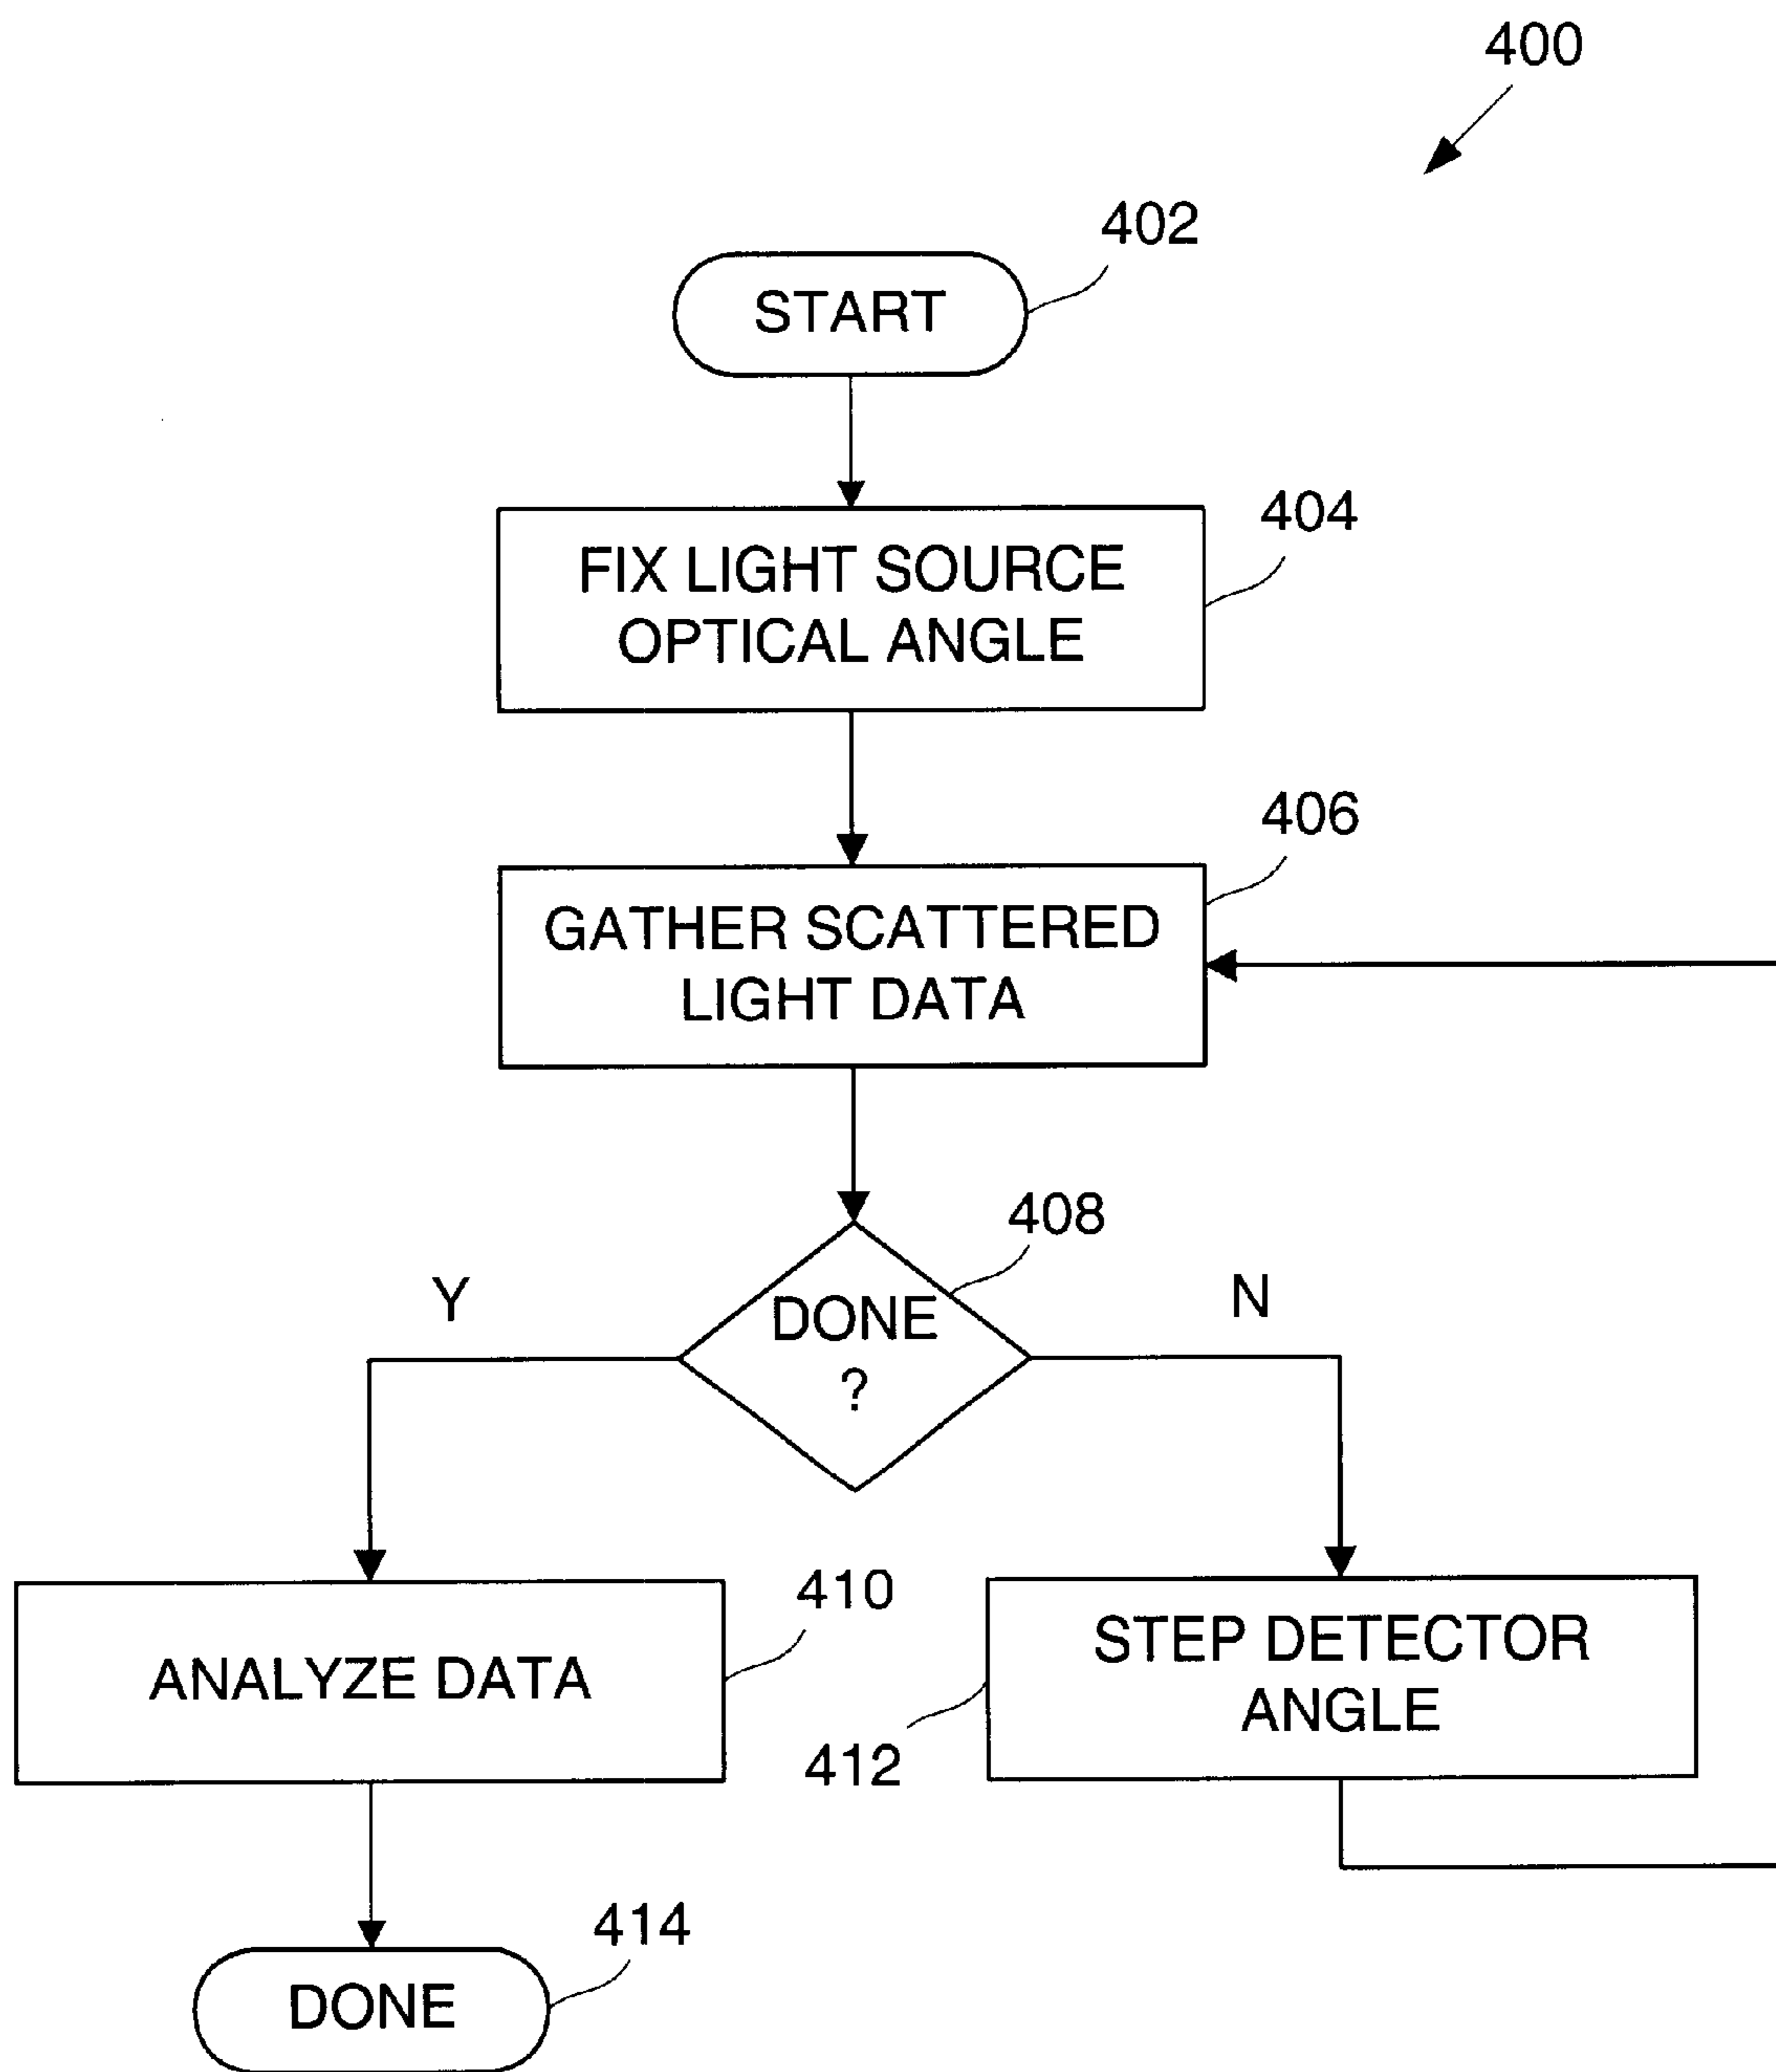 400
402
START
404
FIX LIGHT SOURCE
OPTICAL ANGLE
406
GATHER SCATTERED
LIGHT DATA
408
Y
DONE
?
N
410
ANALYZE DATA
STEP DETECTOR
ANGLE
412
414
DONE